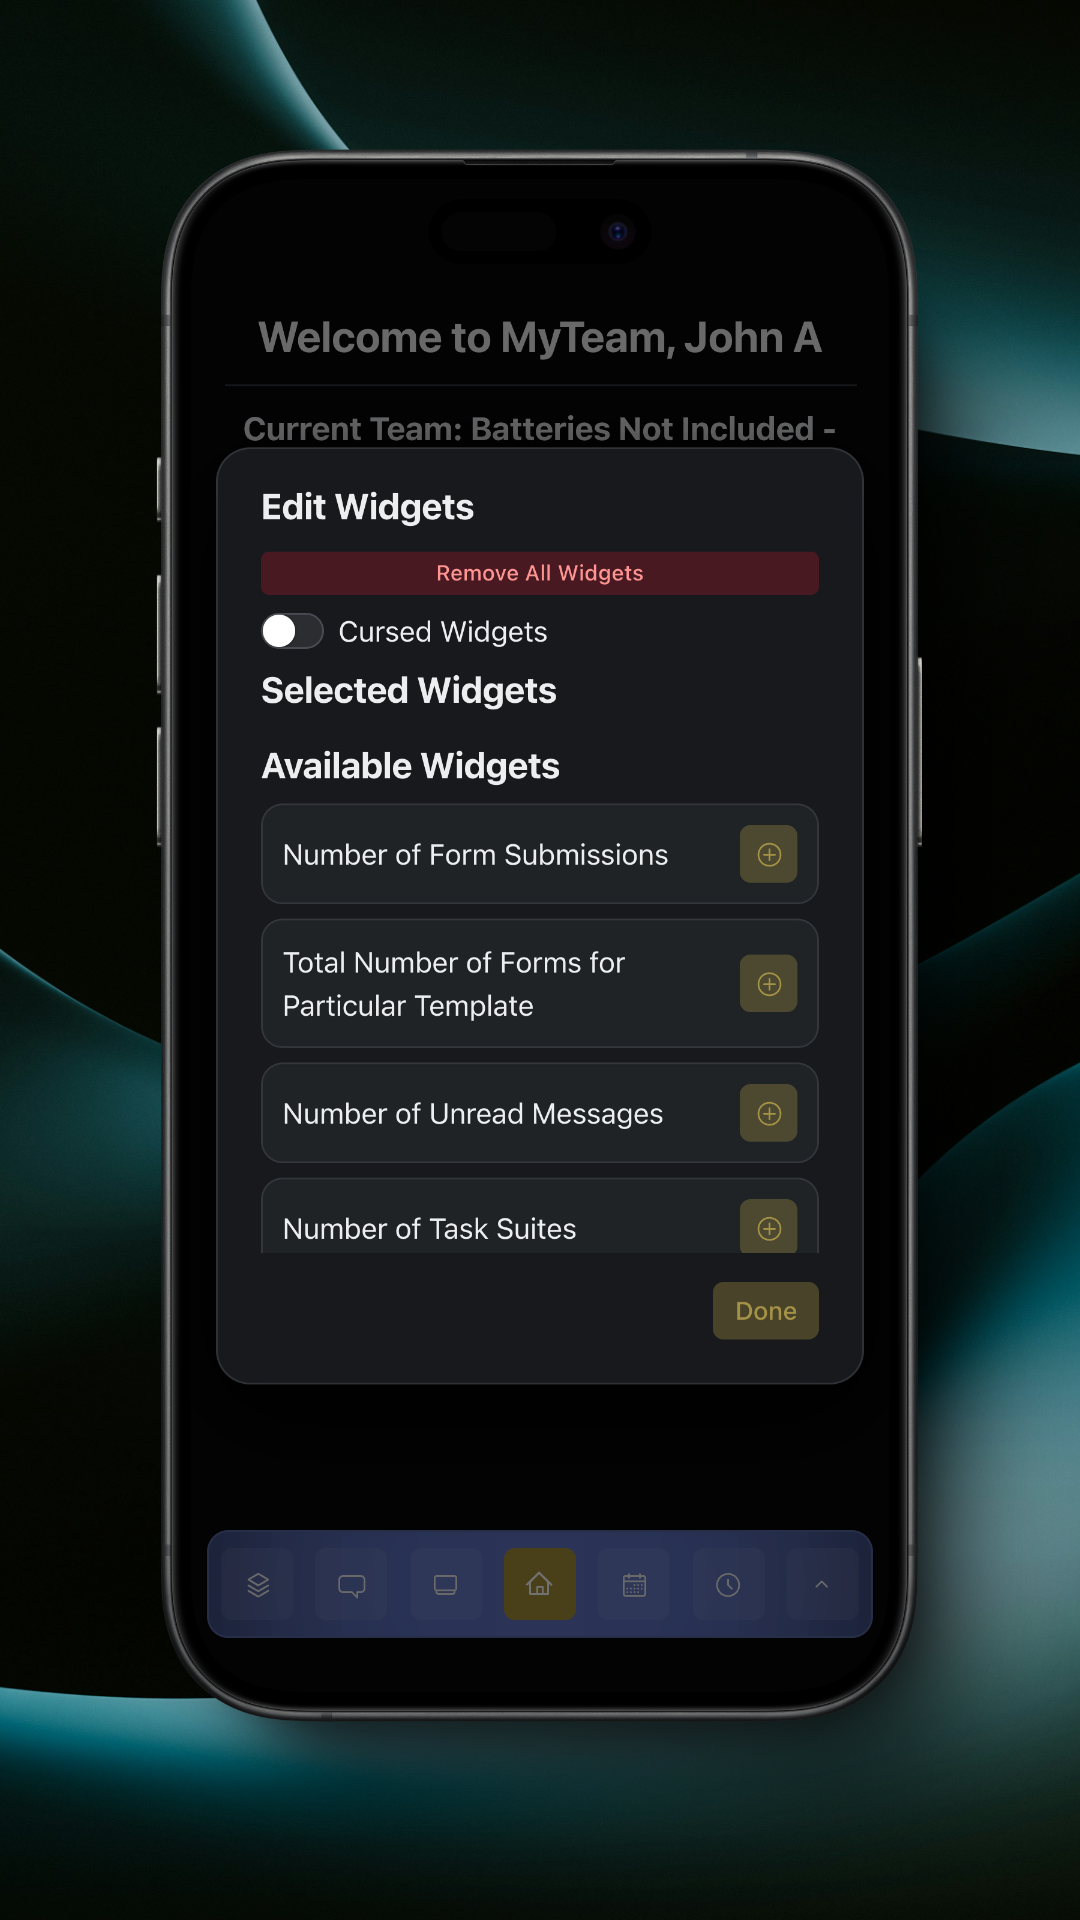 Welcome to MyTeam, John A
Current Team: Batteries Not Included -
Edit Widgets
Remove All Widgets
Cursed Widgets
Selected Widgets
Available Widgets
Number of Form Submissions
Total Number of Forms for
Particular Template
Number of Unread Messages
Number of Task Suites
Done